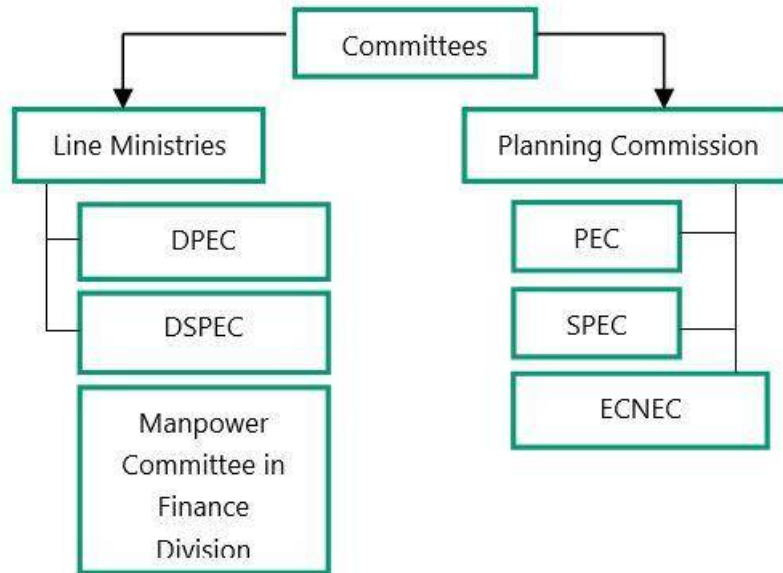 Committees
Line Ministries
Planning Commission
DPEC
PEC
DSPEC
SPEC
ECNEC
Manpower
Committee in
Finance
Division